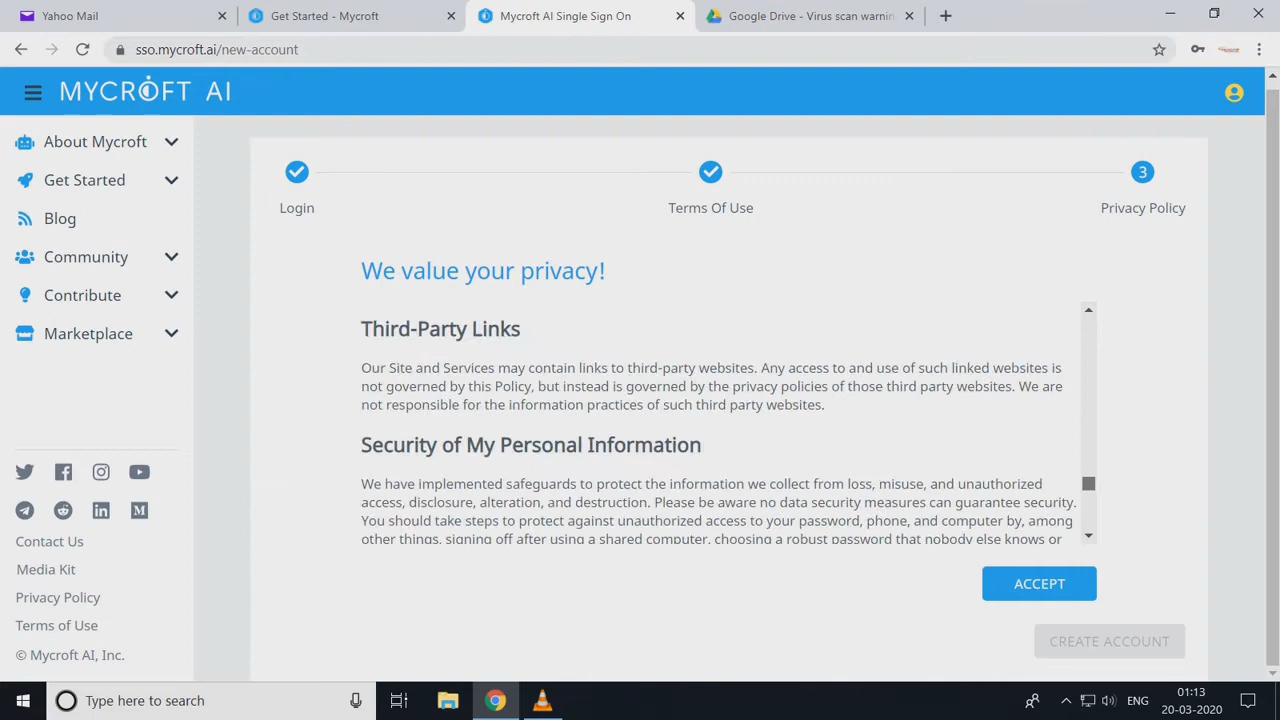 Yahoo Mail
Get Started - Mycroft
Mycroft AI Single Sign On
Google Drive - Virus scan warnin
sso.mycroft.ai/new-account
MYCROFT AI
About Mycroft
Get Started
Blog
Community
Contribute
Marketplace
Contact Us
Media Kit
Privacy Policy
Terms of Use
© Mycroft AI, Inc.
3
Login
Terms Of Use
Privacy Policy
We value your privacy!
Third-Party Links
Our Site and Services may contain links to third-party websites. Any access to and use of such linked websites is
not governed by this Policy, but instead is governed by the privacy policies of those third party websites. We are
not responsible for the information practices of such third party websites.
Security of My Personal Information
We have implemented safeguards to protect the information we collect from loss, misuse, and unauthorized
access, disclosure, alteration, and destruction. Please be aware no data security measures can guarantee security.
You should take steps to protect against unauthorized access to your password, phone, and computer by, among
other things, signing off after using a shared computer, choosing a robust password that nobody else knows or
ACCEPT
CREATE ACCOUNT
Type here to search
ENG
01:13
20-03-2020